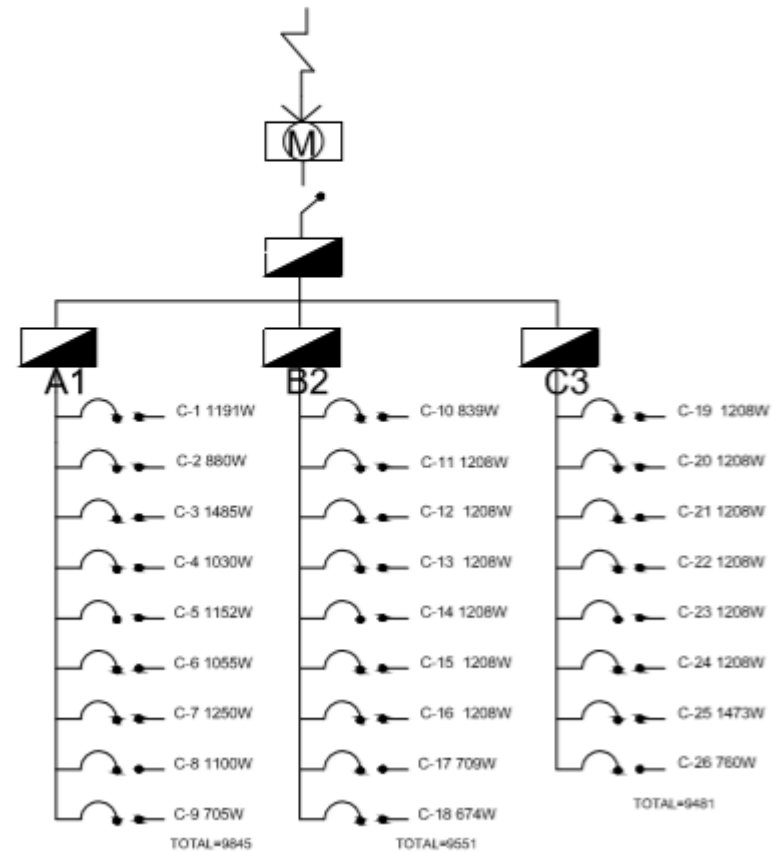 M
A1
C-1 1191W
C-2 880W
C-3 1485W
C-4 1030W
C-5 1152W
C-6 1055W
C-7 1250W
C-8 1100W
C-9 705W
TOTAL=9845
B2
C-10 839W
C-11 1208W
C-12 1208W
C-13 1208W
C-14 1208W
C-15 1208W
C-16 1208W
C-17 709W
C-18 674W
TOTAL=9551
C3
C-19 1208W
C-20 1208W
C-21 1208W
C-22 1208W
C-23 1208W
C-24 1208W
C-25 1473W
C-26 760W
TOTAL=9481